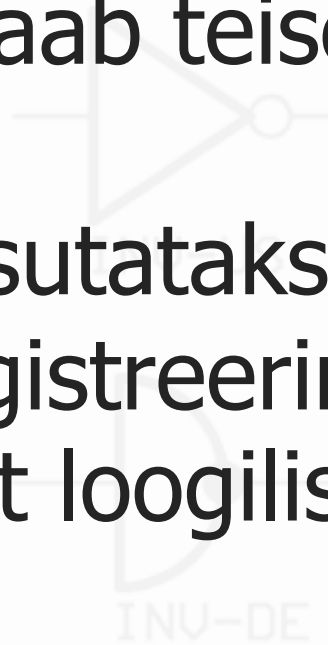 aab teise
sutataks
gistreerin
t loogilis
INV-DE